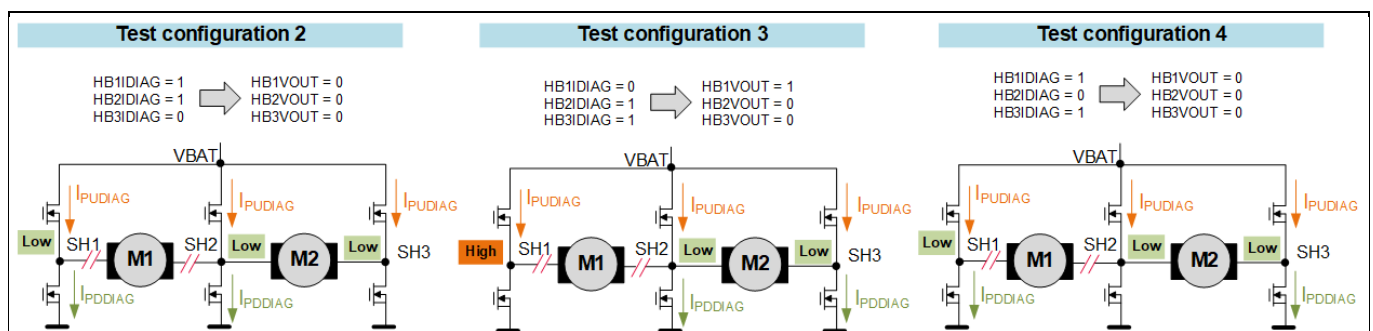 Test configuration 2
Test configuration 3
Test configuration 4
HB1IDIAG = 1
HB2IDIAG = 1
HB3IDIAG = 0
HB1VOUT = 0
HB2VOUT = 0
HB3VOUT = 0
HB1IDIAG = 0
HB2IDIAG = 1
HB3IDIAG = 1
HB1VOUT = 1
HB2VOUT = 0
HB3VOUT = 0
HB1IDIAG = 1
HB2IDIAG = 0
HB3IDIAG = 1
HB1VOUT = 0
HB2VOUT = 0
HB3VOUT = 0
VBAT
IPUDIAG
IPUDIAG
IPUDIAG
Low
SH1
M1
SH2
Low
M2
Low
SH3
IPDDIAG
IPDDIAG
VBAT
IPUDIAG
IPUDIAG
IPUDIAG
High
SH1
M1
SH2
Low
M2
Low
SH3
IPDDIAG
IPDDIAG
VBAT
IPUDIAG
IPUDIAG
IPUDIAG
Low
SH1
M1
SH2
Low
M2
Low
SH3
IPDDIAG
IPDDIAG